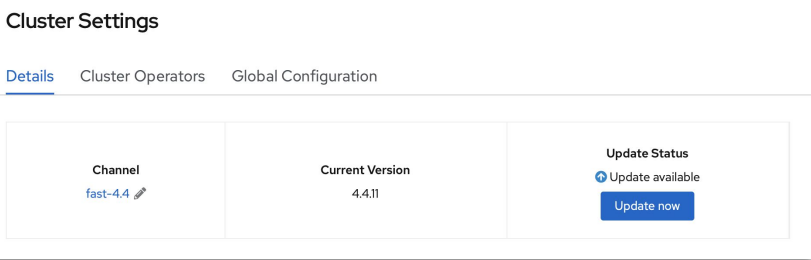 Cluster Settings
Details Cluster Operators Global Configuration
Channel
fast-4.4
Current Version
4.4.11
Update Status
Update available
Update now